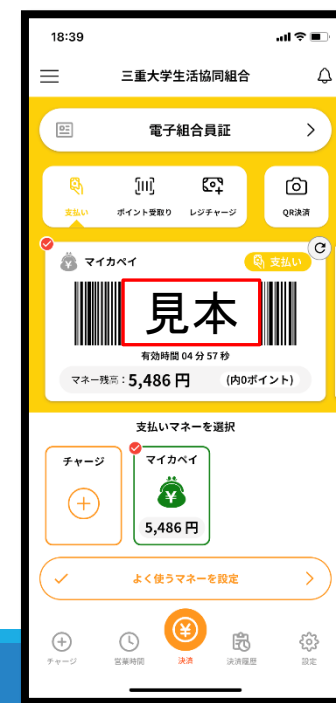 18:39
三重大学生活協同組合
電子組合員証
支払い
ポイント受取り
レジチャージ
QR決済
マイカペイ
支払い
見本
有効時間 04 分 57 秒
マネー残高：5,486 円 (内0ポイント)
支払いマネーを選択
チャージ
マイカペイ
5,486 円
よく使うマネーを設定
チャージ
営業時間
決済
決済履歴
設定